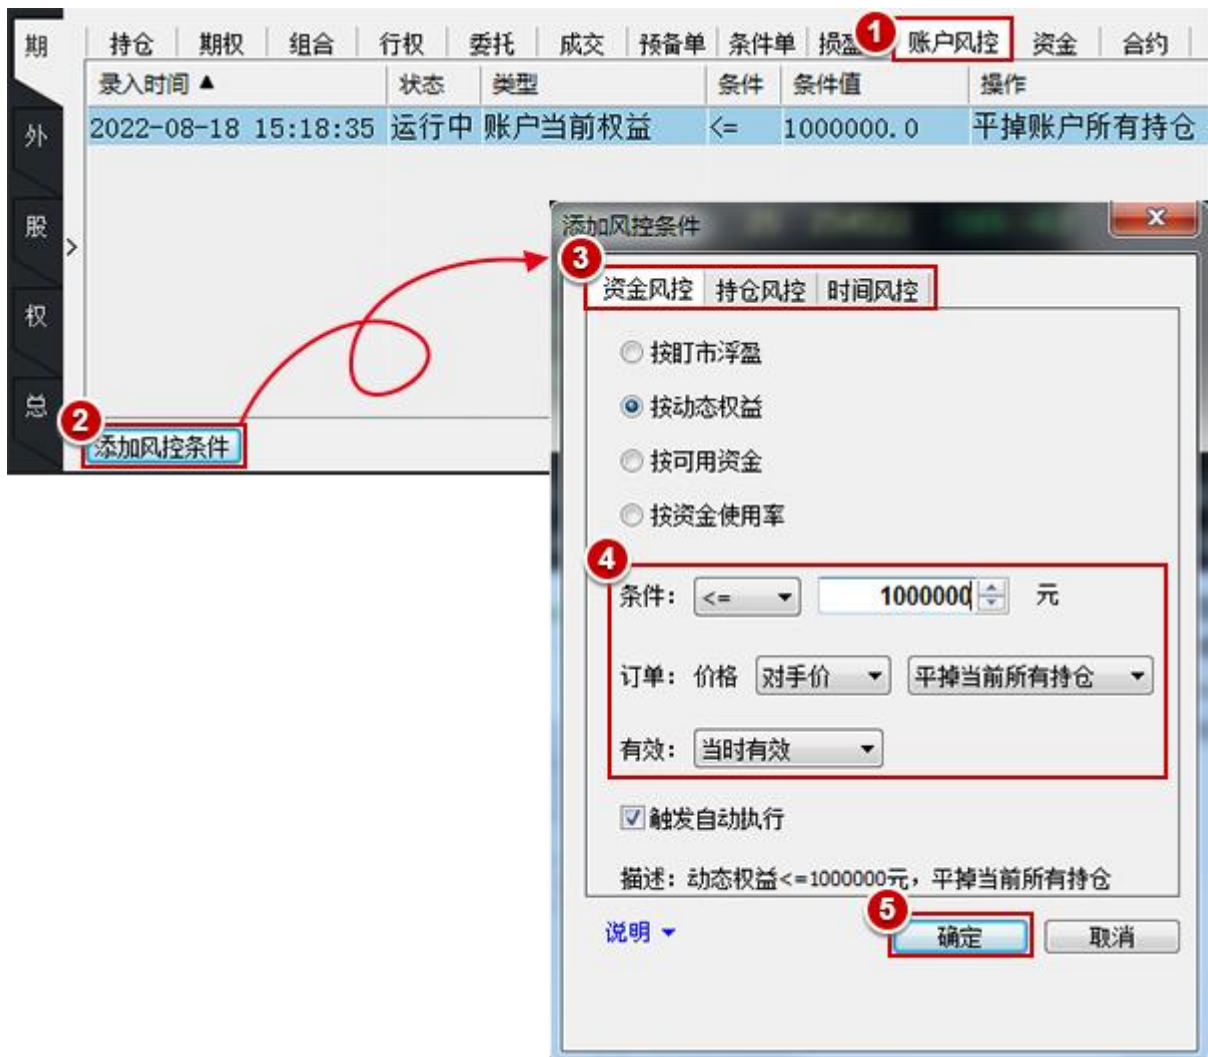 期 持仓 期权 组合 行权 委托 成交 预备单 条件单 损盈 1 账户风控 资金 合约
录入时间▲ 状态 类型 条件 条件值 操作
外 2022-08-18 15:18:35 运行中 账户当前权益 <= 1000000.0 平掉账户所有持仓
股 >
权
总
2
添加风控条件
添加风控条件 x
3
资金风控 持仓风控 时间风控
按盯市浮盈
按动态权益
按可用资金
按资金使用率
4
条件: <= 1000000 元
订单: 价格 对手价 平掉当前所有持仓
有效: 当时有效
触发自动执行
描述: 动态权益<=1000000元，平掉当前所有持仓
5
说明 确定 取消